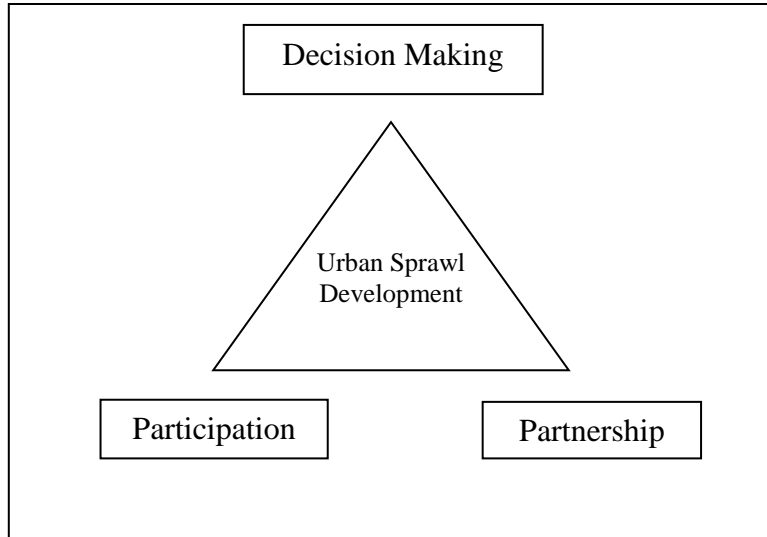 Decision Making
Urban Sprawl
Development
Participation
Partnership